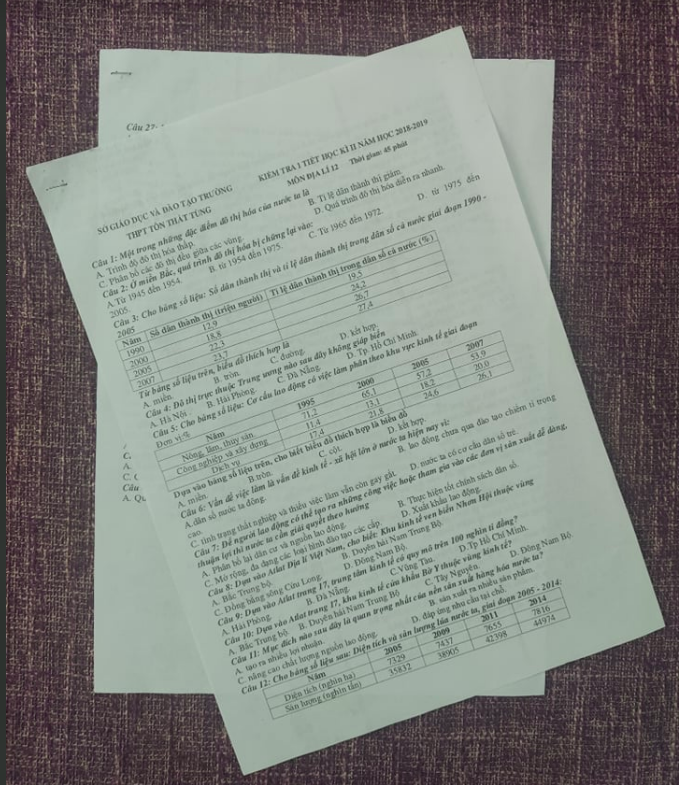 Câu 27:
SỞ GIÁO DỤC VÀ ĐÀO TẠO TRƯỜNG
THPT TÔN THẤT TÙNG
KIỂM TRA 1 TIẾT HỌC KÌ II NĂM HỌC 2018-2019
MÔN ĐỊA LÍ 12 Thời gian: 45 phút
Câu 1: Một trong những đặc điểm đô thị hóa của nước ta là
A. Trình độ đô thị hóa thấp. B. Tỉ lệ dân thành thị giảm.
C. Phân bố các đô thị đều giữa các vùng. D. Quá trình đô thị hóa diễn ra nhanh.
Câu 2: Ở miền Bắc, quá trình đô thị hóa bị chững lại vào:
A. Từ 1945 đến 1954. B. từ 1954 đến 1975. C. Từ 1965 đến 1972. D. từ 1975 đến
2005.
Câu 3: Cho bảng số liệu: Số dân thành thị và tỉ lệ dân thành thị trong dân số cả nước giai đoạn 1990 -
2005
Năm Số dân thành thị (triệu người) Tỉ lệ dân thành thị trong dân số cả nước (%)
1990 12,9 19,5
2000 18,8 24,2
2005 22,3 26,7
2007 23,7 27,4
Từ bảng số liệu trên, biểu đồ thích hợp là
A. miền. B. tròn. C. đường. D. kết hợp.
Câu 4: Đô thị trực thuộc Trung ương nào sau đây không giáp biển
A. Hà Nội . B. Hải Phòng. C. Đà Nẵng. D. Tp. Hồ Chí Minh.
Câu 5: Cho bảng số liệu: Cơ cấu lao động có việc làm phân theo khu vực kinh tế giai đoạn
Đơn vị:%
Năm 1995 2000 2005 2007
Nông, lâm, thủy sản 71,2 65,1 57,2 53,9
Công nghiệp và xây dựng 11,4 13,1 18,2 20,0
Dịch vụ 17,4 21,8 24,6 26,1
Dựa vào bảng số liệu trên, cho biết biểu đồ thích hợp là biểu đồ
A. miền. B.tròn. C. cột. D. kết hợp.
Câu 6: Vấn đề việc làm là vấn đề kinh tế - xã hội lớn ở nước ta hiện nay vì:
A.dân số nước ta đông. B. lao động chưa qua đào tạo chiếm tỉ trọng
cao.
C. tình trạng thất nghiệp và thiếu việc làm vẫn còn gay gắt. D. nước ta có cơ cấu dân số trẻ.
Câu 7: Để người lao động có thể tạo ra những công việc hoặc tham gia vào các đơn vị sản xuất dễ dàng,
thuận lợi thì nước ta cần giải quyết theo hướng
A. Phân bố lại dân cư và nguồn lao động. B. Thực hiện tốt chính sách dân số.
C. Mở rộng, đa dạng các loại hình đào tạo các cấp. D. Xuất khẩu lao động.
Câu 8: Dựa vào Atlat Địa lí Việt Nam, cho biết: Khu kinh tế ven biển Nhơn Hội thuộc vùng
A. Bắc Trung bộ. B. Duyên hải Nam Trung Bộ.
C. Đồng bằng sông Cửu Long. D. Đông Nam Bộ.
Câu 9: Dựa vào Atlat trang 17, trung tâm kinh tế có quy mô trên 100 nghìn tỉ đồng?
A. Hải Phòng. B. Đà Nẵng. C.Vũng Tàu. D.Tp Hồ Chí Minh.
Câu 10: Dựa vào Atlat trang 17, khu kinh tế cửa khẩu Bờ Y thuộc vùng kinh tế?
A. Bắc Trung bộ. B. Duyên hải Nam Trung Bộ C. Tây Nguyên. D. Đông Nam Bộ.
Câu 11: Mục đích nào sau đây là quan trọng nhất của nền sản xuất hàng hóa nước ta?
A. tạo ra nhiều lợi nhuận. B. sản xuất ra nhiều sản phẩm.
C. nâng cao chất lượng nguồn lao động. D. đáp ứng nhu cầu tại chỗ.
Câu 12: Cho bảng số liệu sau: Diện tích và sản lượng lúa nước ta, giai đoạn 2005 - 2014:
Năm 2005 2009 2011 2014
Diện tích (nghìn ha) 7329 7437 7655 7816
Sản lượng (nghìn tấn) 35832 38905 42398 44974
C.
A.
C. (
Câu
A. Qu